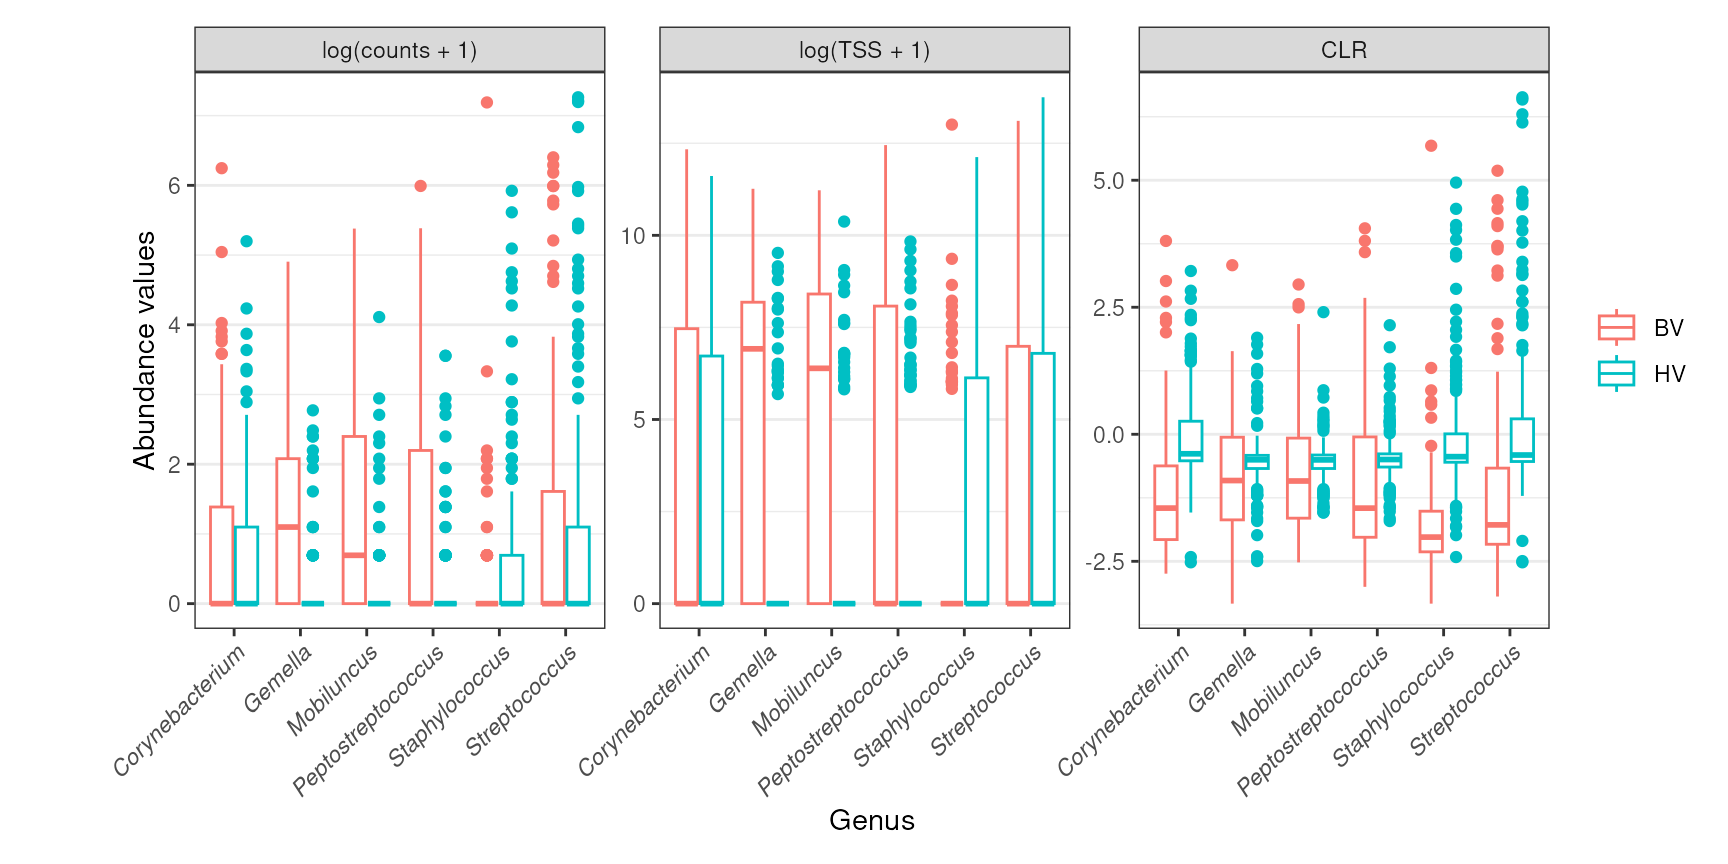 log(counts + 1)
log(TSS + 1)
CLR
Abundance values
6
4
2
0
10
5
0
5.0
2.5
0.0
-2.5
Corynebacterium
Gemella
Mobiluncus
Peptostreptococcus
Staphylococcus
Streptococcus
Corynebacterium
Gemella
Mobiluncus
Peptostreptococcus
Staphylococcus
Streptococcus
Corynebacterium
Gemella
Mobiluncus
Peptostreptococcus
Staphylococcus
Streptococcus
Genus
BV
HV